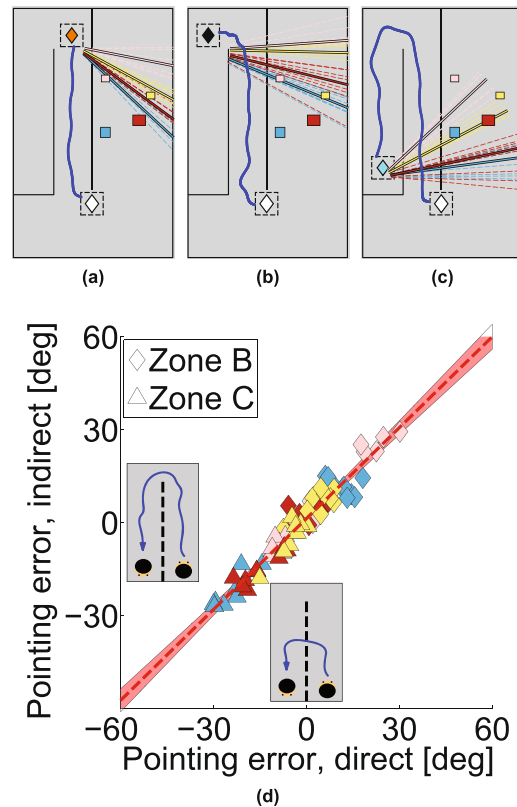 (a)
(b)
(c)
60
30
0
−30
Pointing error, indirect [deg]
Zone B
Zone C
−60
−30
0
30
60
Pointing error, direct [deg]
(d)